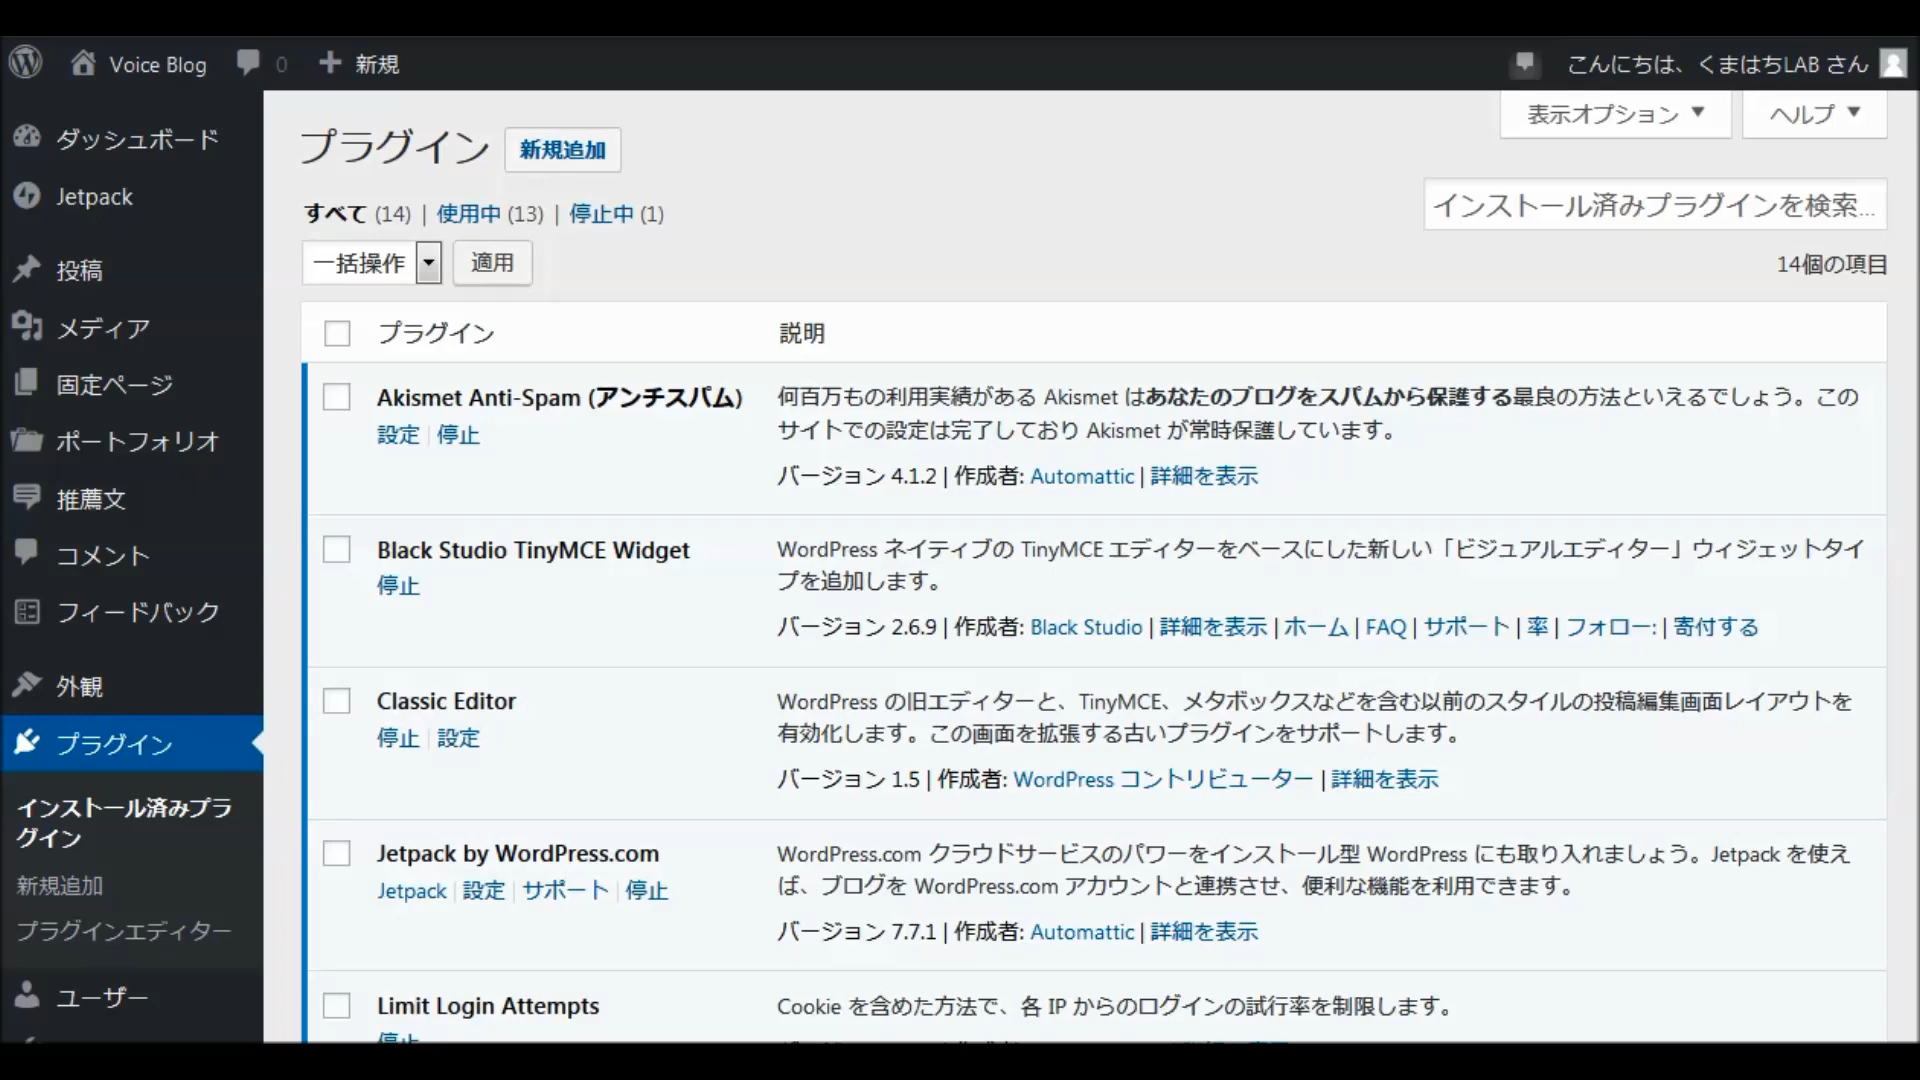 Voice Blog 0 新規 こんにちは、くまはちLAB さん
ダッシュボード
Jetpack
投稿
メディア
固定ページ
ポートフォリオ
推薦文
コメント
フィードバック
外観
プラグイン
インストール済みプラ
グイン
新規追加
プラグインエディター
ユーザー
表示オプション ▼ ヘルプ ▼
プラグイン 新規追加
すべて (14) | 使用中 (13) | 停止中 (1)
インストール済みプラグインを検索...
一括操作 適用
14個の項目
プラグイン 説明
Akismet Anti-Spam (アンチスパム)
設定 | 停止
何百万もの利用実績がある Akismet はあなたのブログをスパムから保護する最良の方法といえるでしょう。この
サイトでの設定は完了しており Akismet が常時保護しています。
バージョン 4.1.2 | 作成者: Automattic | 詳細を表示
Black Studio TinyMCE Widget
停止
WordPress ネイティブの TinyMCE エディターをベースにした新しい「ビジュアルエディター」ウィジェットタイ
プを追加します。
バージョン 2.6.9 | 作成者: Black Studio | 詳細を表示 | ホーム | FAQ | サポート | 率 | フォロー: | 寄付する
Classic Editor
停止 | 設定
WordPress の旧エディターと、TinyMCE、メタボックスなどを含む以前のスタイルの投稿編集画面レイアウトを
有効化します。この画面を拡張する古いプラグインをサポートします。
バージョン 1.5 | 作成者: WordPress コントリビューター | 詳細を表示
Jetpack by WordPress.com
Jetpack | 設定 | サポート | 停止
WordPress.com クラウドサービスのパワーをインストール型 WordPress にも取り入れましょう。Jetpack を使え
ば、ブログを WordPress.com アカウントと連携させ、便利な機能を利用できます。
バージョン 7.7.1 | 作成者: Automattic | 詳細を表示
Limit Login Attempts
停止
Cookie を含めた方法で、各 IP からのログインの試行率を制限します。